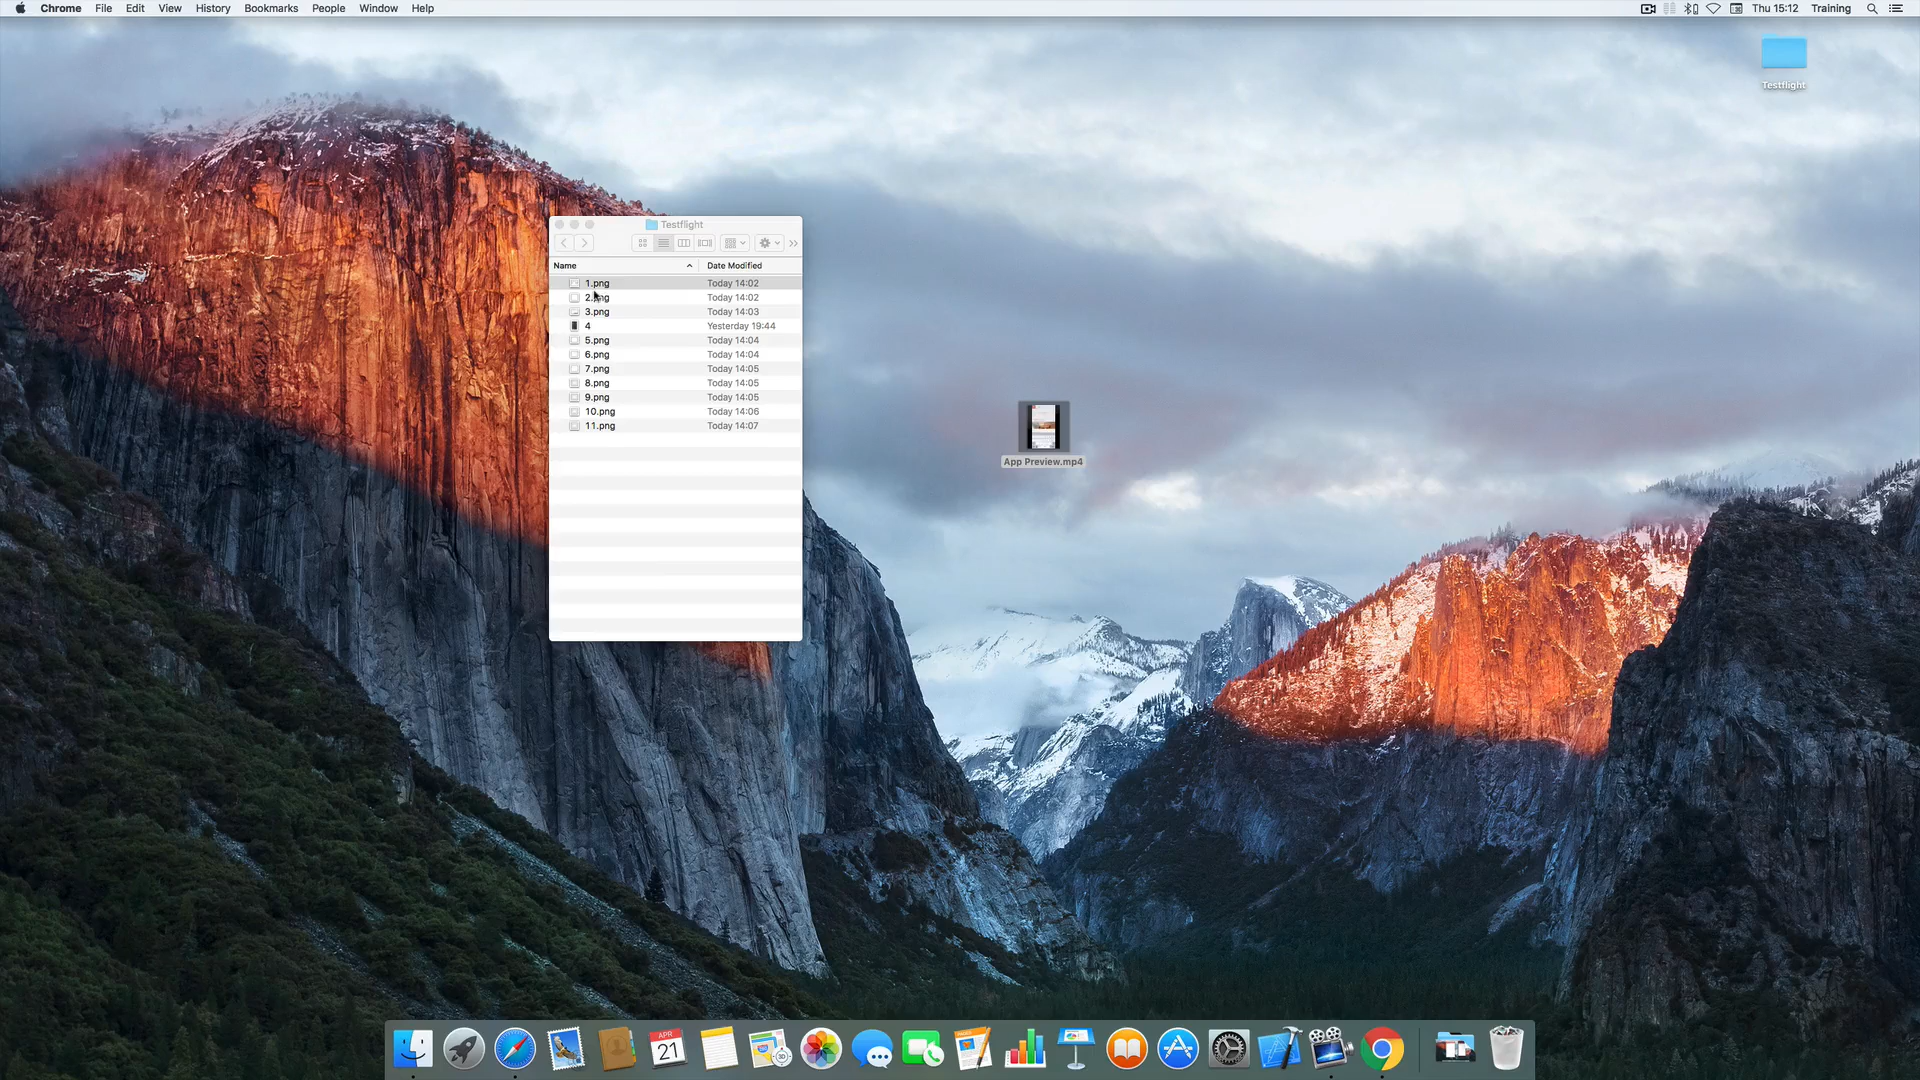 Chrome File Edit View History Bookmarks People Window Help Thu 15:12 Training
Testflight
Testflight
Name Date Modified
1.png Today 14:02
2.png Today 14:02
3.png Today 14:03
4 Yesterday 19:44
5.png Today 14:04
6.png Today 14:04
7.png Today 14:05
8.png Today 14:05
9.png Today 14:05
10.png Today 14:06
11.png Today 14:07
App Preview.mp4
APR
21
3D